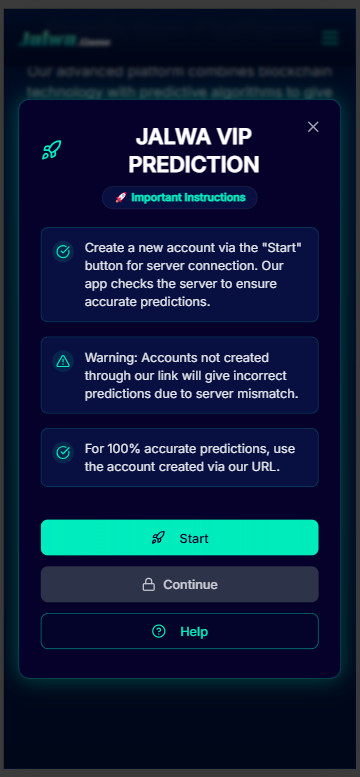 Jalwa.Game
Our advanced platform combines blockchain
technology with predictive algorithms to give
JALWA VIP
PREDICTION
🚀 Important Instructions
Create a new account via the "Start"
button for server connection. Our
app checks the server to ensure
accurate predictions.
Warning: Accounts not created
through our link will give incorrect
predictions due to server mismatch.
For 100% accurate predictions, use
the account created via our URL.
Start
Continue
Help